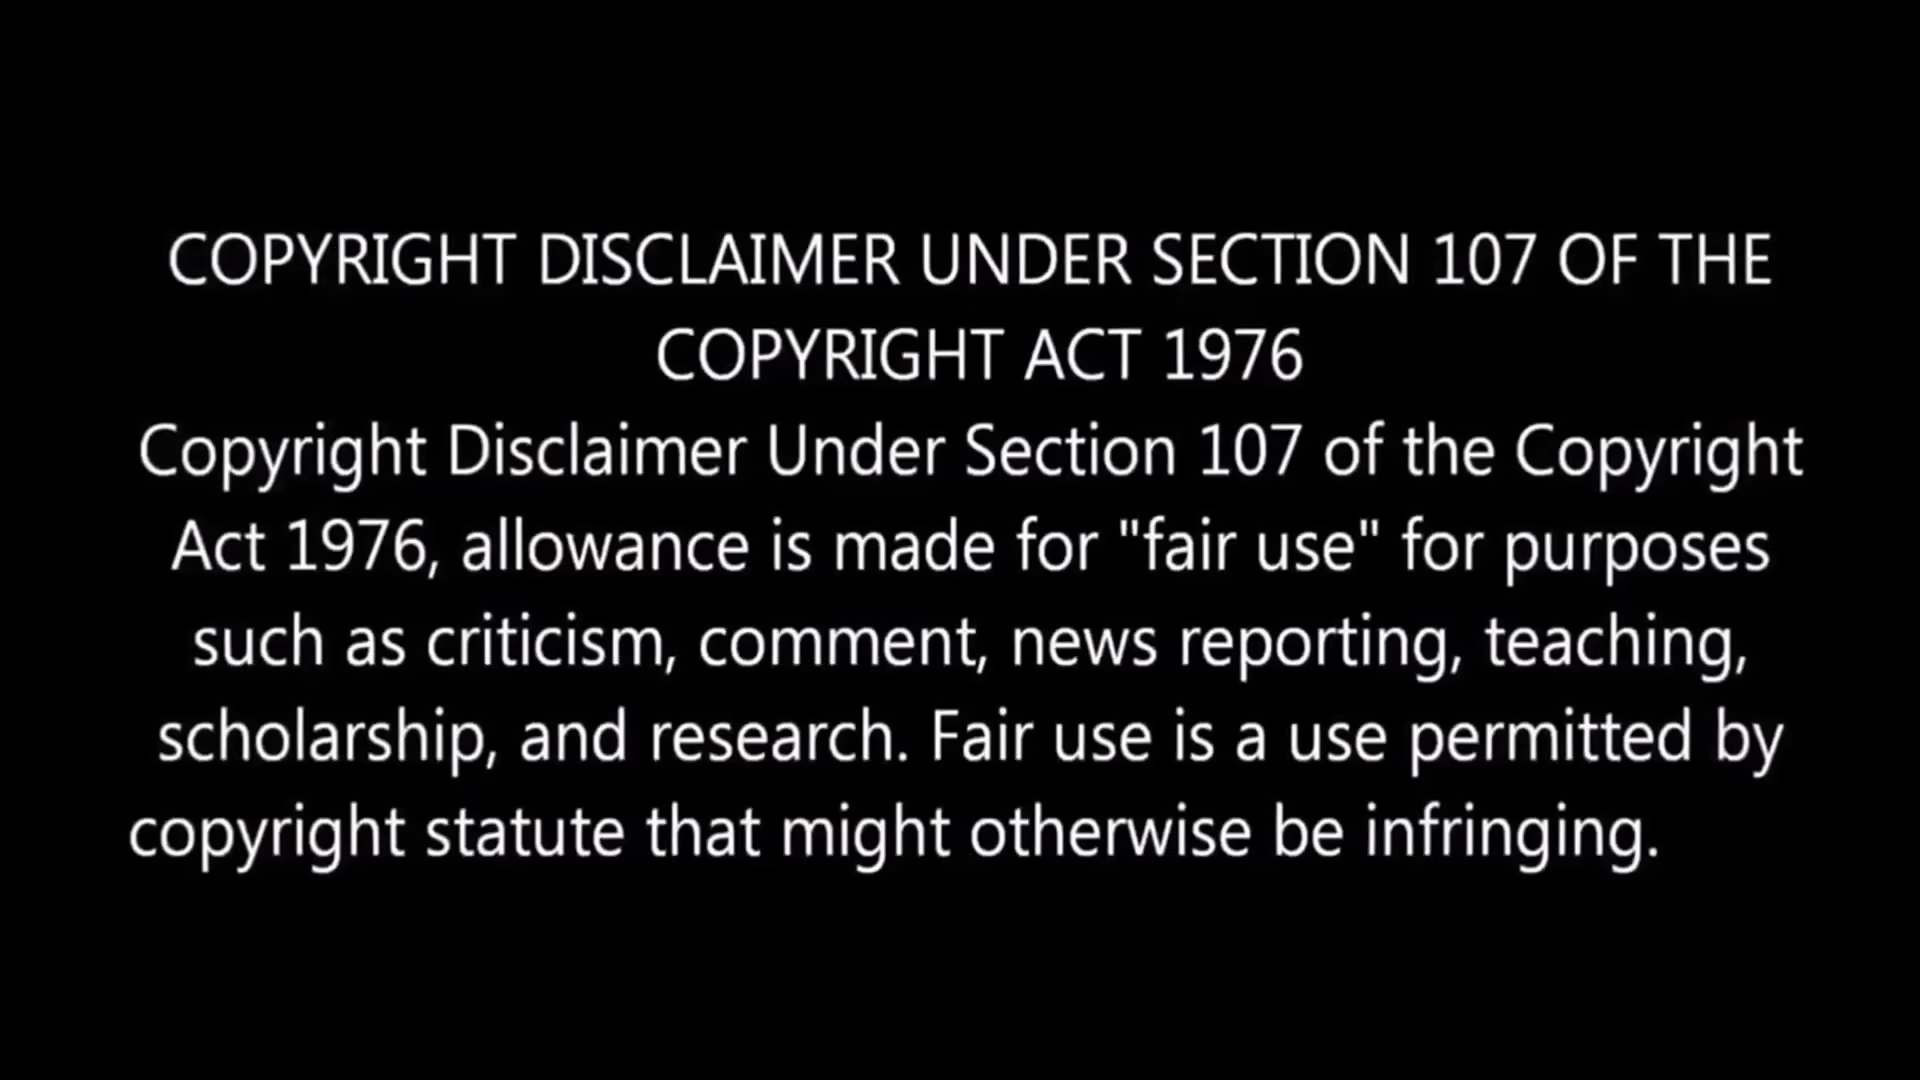 COPYRIGHT DISCLAIMER UNDER SECTION 107 OF THE
COPYRIGHT ACT 1976
Copyright Disclaimer Under Section 107 of the Copyright
Act 1976, allowance is made for "fair use" for purposes
such as criticism, comment, news reporting, teaching,
scholarship, and research. Fair use is a use permitted by
copyright statute that might otherwise be infringing.